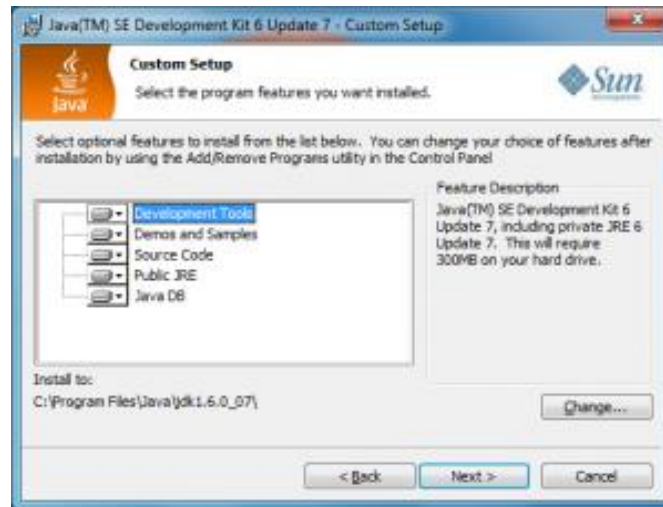 Java(TM) SE Development Kit 6 Update 7 - Custom Setup
Custom Setup
Select the program features you want installed.
Java
Sun
Select optional features to install from the list below. You can change your choice of features after
installation by using the Add/Remove Programs utility in the Control Panel
Development Tools
Demos and Samples
Source Code
Public JRE
Java DB
Feature Description
Java(TM) SE Development Kit 6
Update 7, including private JRE 6
Update 7. This will require
300MB on your hard drive.
Install to:
C:\Program Files\Java\jdk1.6.0_07\
Change...
< Back
Next >
Cancel